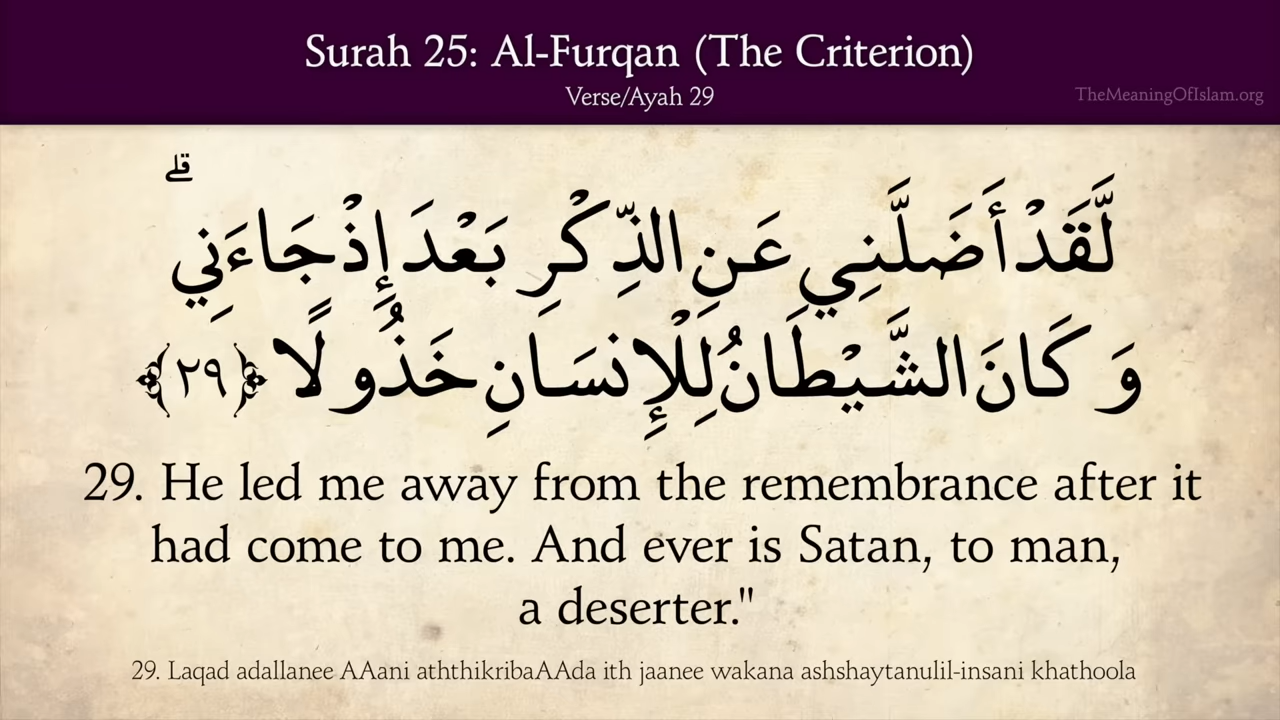 Surah 25: Al-Furqan (The Criterion)
Verse/Ayah 29
TheMeaningOfIslam.org
لَّقَدْ أَضَلَّنِي عَنِ الذِّكْرِ بَعْدَ إِذْ جَاءَنِي ۗ
وَكَانَ الشَّيْطَانُ لِلْإِنسَانِ خَذُولًا ﴿٢٩﴾
29. He led me away from the remembrance after it
had come to me. And ever is Satan, to man,
a deserter."
29. Laqad adallanee AAani aththikribaAAda ith jaanee wakana ashshaytanulil-insani khathoola